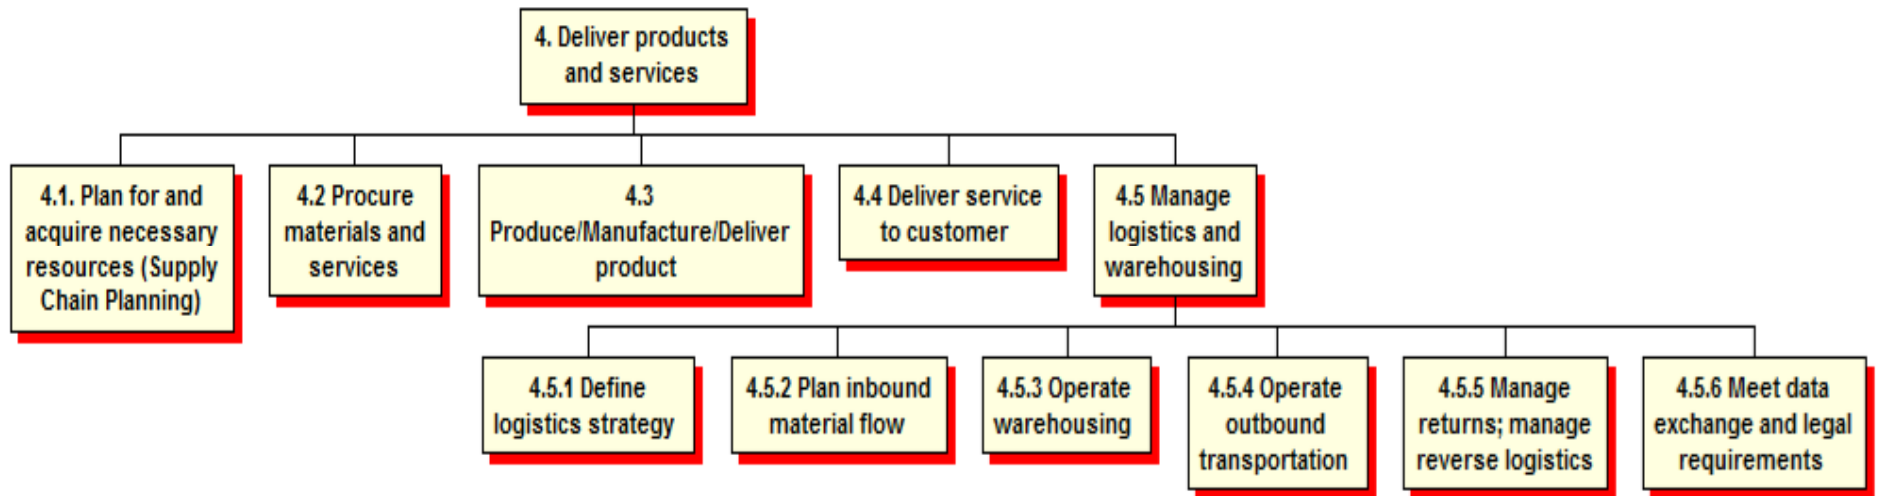 4. Deliver products
and services
4.1. Plan for and
acquire necessary
resources (Supply
Chain Planning)
4.2 Procure
materials and
services
4.3
Produce/Manufacture/Deliver
product
4.4 Deliver service
to customer
4.5 Manage
logistics and
warehousing
4.5.1 Define
logistics strategy
4.5.2 Plan inbound
material flow
4.5.3 Operate
warehousing
4.5.4 Operate
outbound
transportation
4.5.5 Manage
returns; manage
reverse logistics
4.5.6 Meet data
exchange and legal
requirements